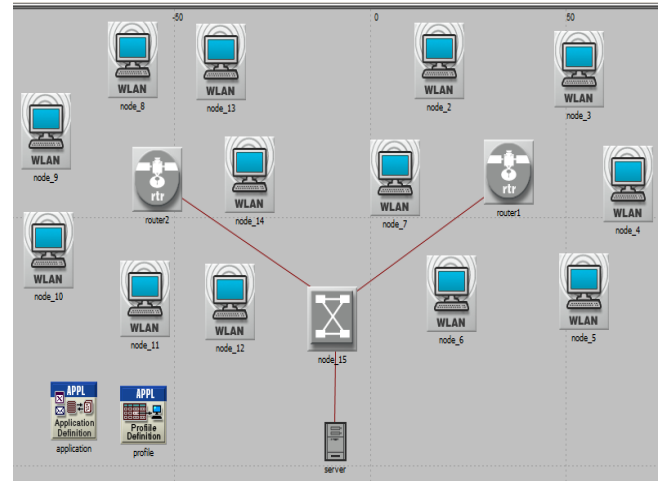 -50 0 50
WLAN
node_8
WLAN
node_13
WLAN
node_2
WLAN
node_3
WLAN
node_9
rtr
router2
WLAN
node_14
WLAN
node_7
rtr
router1
WLAN
node_4
WLAN
node_10
WLAN
node_11
WLAN
node_12
node_15
WLAN
node_6
WLAN
node_5
APPL
Application
Definition
application
APPL
Profile
Definition
profile
server